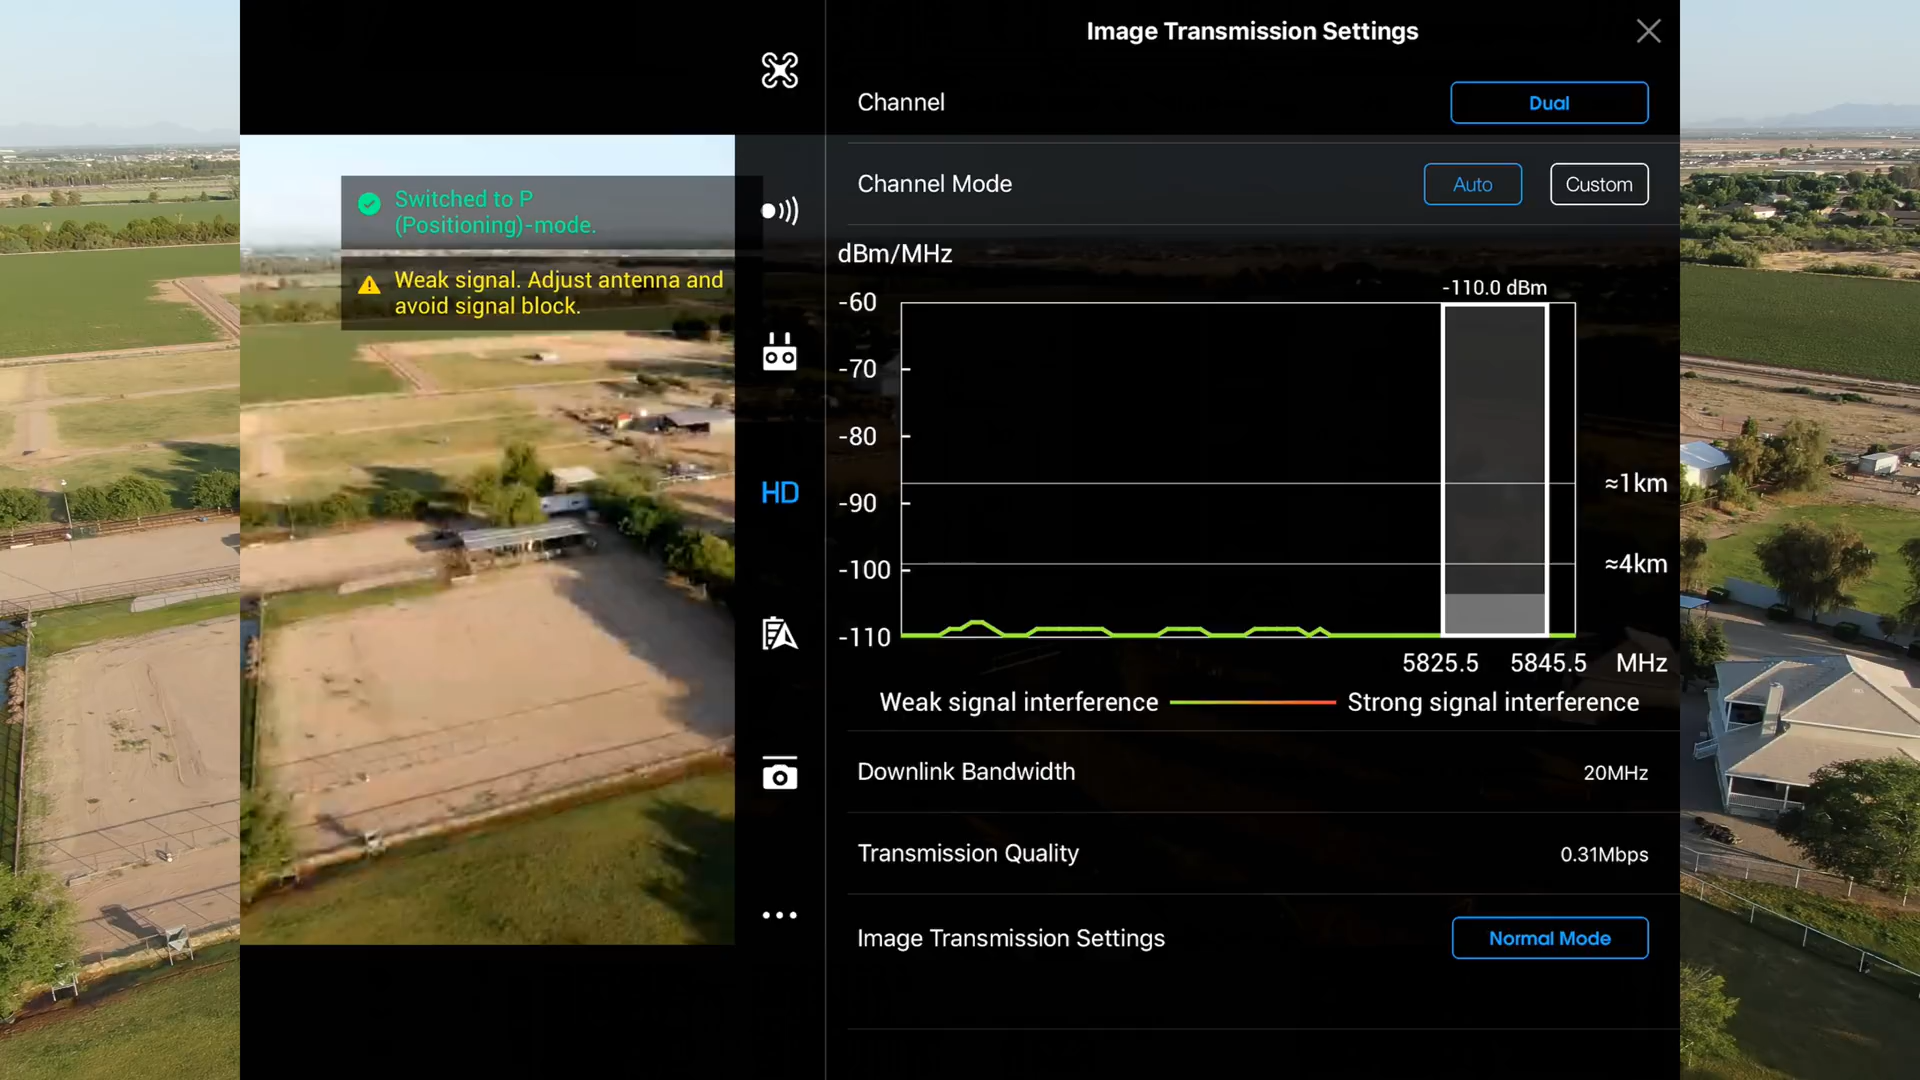 Image Transmission Settings
Channel
Dual
Channel Mode
Auto
Custom
Switched to P
(Positioning)-mode.
Weak signal. Adjust antenna and
avoid signal block.
HD
dBm/MHz
-110.0 dBm
-60
-70
-80
-90
-100
-110
≈1km
≈4km
5825.5 5845.5 MHz
Weak signal interference
Strong signal interference
Downlink Bandwidth
20MHz
Transmission Quality
0.31Mbps
Image Transmission Settings
Normal Mode